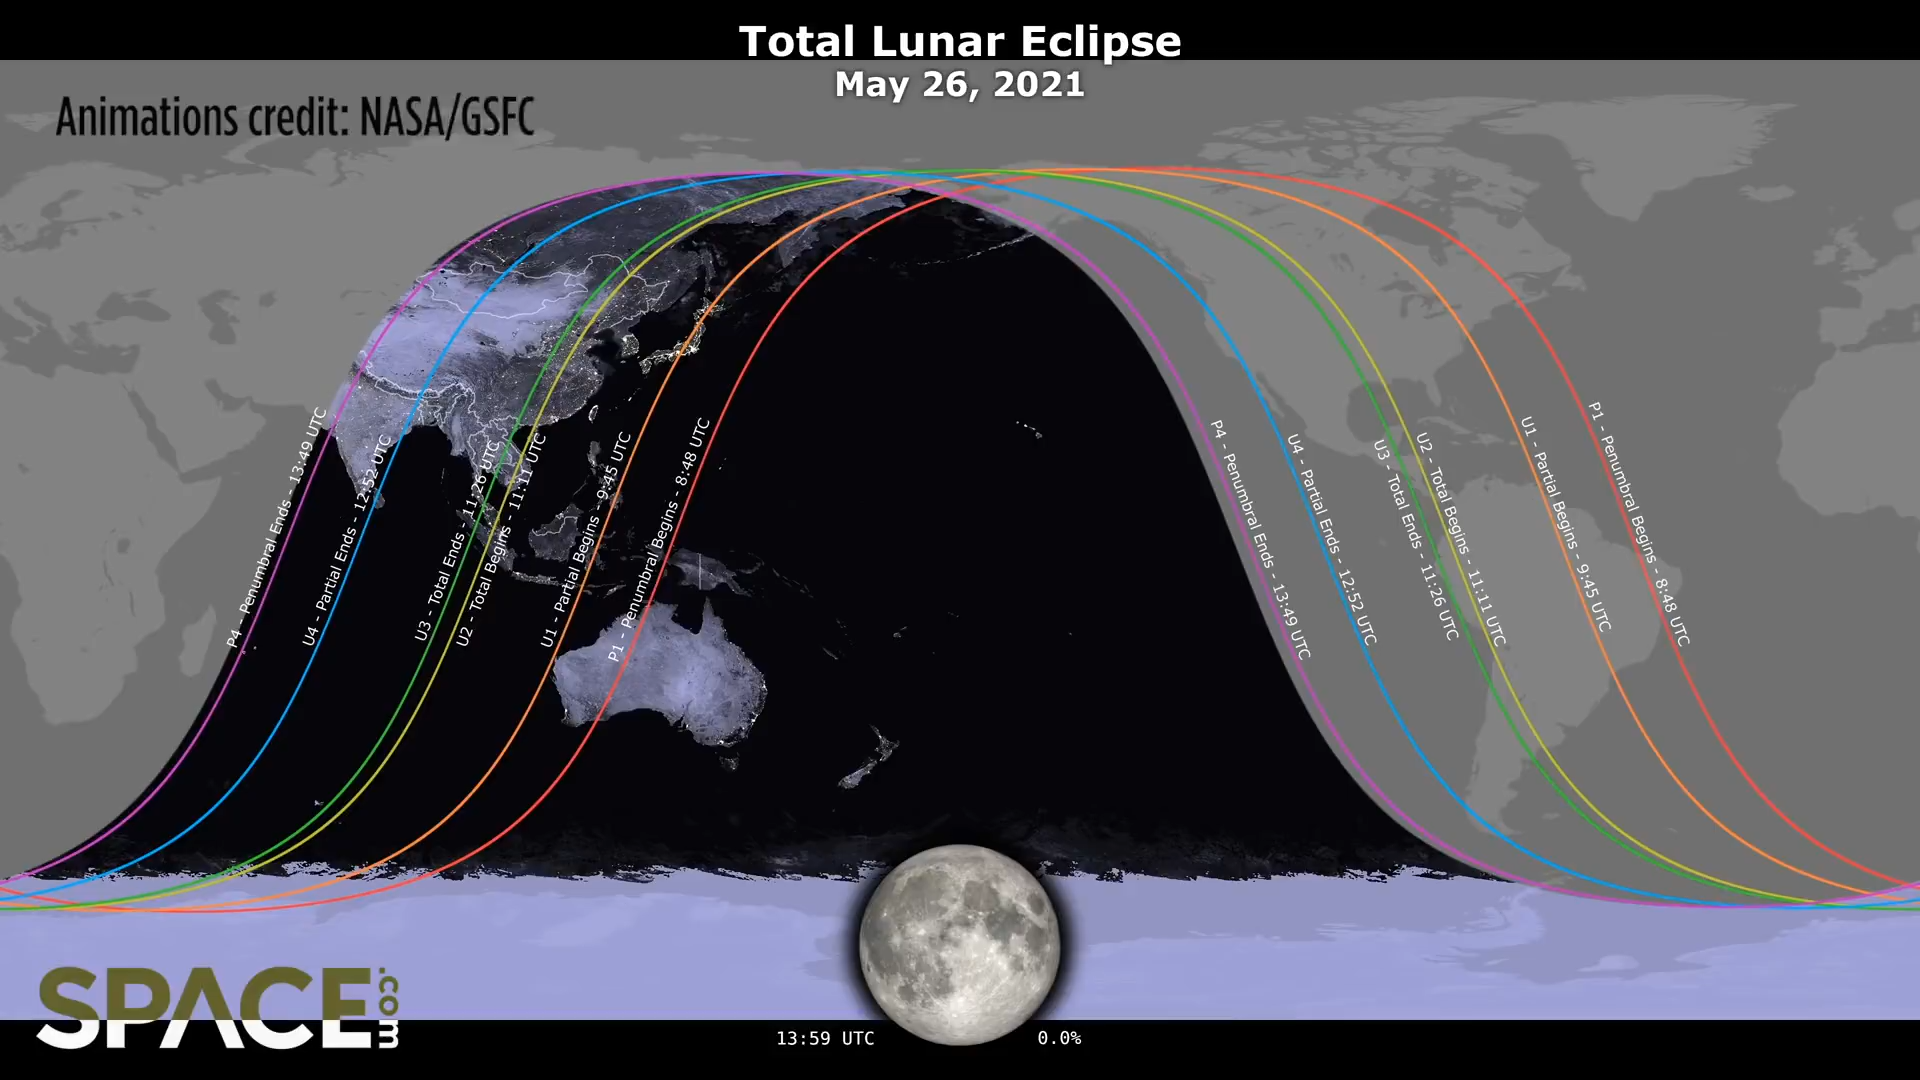 Total Lunar Eclipse
May 26, 2021
Animations credit: NASA/GSFC
P4 - Penumbral Ends - 13:49 UTC
U4 - Partial Ends - 12:52 UTC
U3 - Total Ends - 11:26 UTC
U2 - Total Begins - 11:11 UTC
U1 - Partial Begins - 9:45 UTC
P1 - Penumbral Begins - 8:48 UTC
P4 - Penumbral Ends - 13:49 UTC
U4 - Partial Ends - 12:52 UTC
U3 - Total Ends - 11:26 UTC
U2 - Total Begins - 11:11 UTC
U1 - Partial Begins - 9:45 UTC
P1 - Penumbral Begins - 8:48 UTC
SPACE.com
13:59 UTC 0.0%